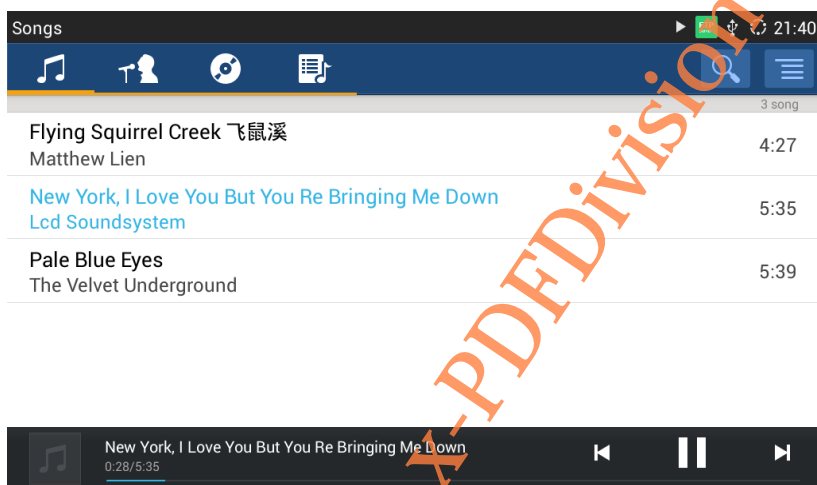 Songs
21:40
3 song
Flying Squirrel Creek 飞鼠溪
Matthew Lien
4:27
New York, I Love You But You Re Bringing Me Down
Lcd Soundsystem
5:35
Pale Blue Eyes
The Velvet Underground
5:39
New York, I Love You But You Re Bringing Me Down
0:28/5:35
x-PDFDivision